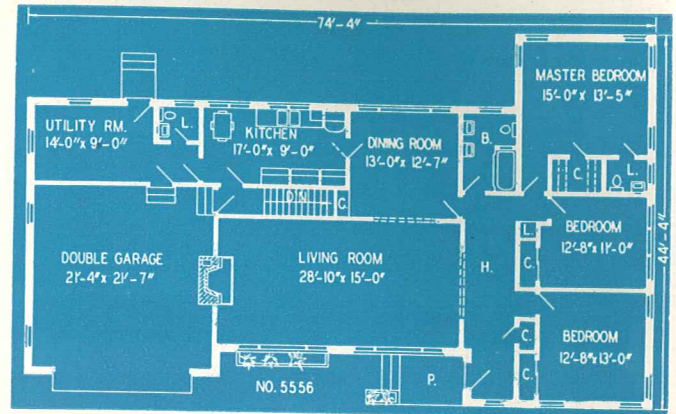 74'-4"
MASTER BEDROOM
15'-0" x 13'-5"
UTILITY RM.
14'-0" x 9'-0"
L.
KITCHEN
17'-0" x 9'-0"
DINING ROOM
13'-0" x 12'-7"
B.
C.
L.
DN.
C.
BEDROOM
12'-8" x 11'-0"
44'-4"
L.
C.
DOUBLE GARAGE
21'-4" x 21'-7"
LIVING ROOM
28'-10" x 15'-0"
H.
BEDROOM
12'-8" x 13'-0"
C.
C.
NO. 5556
P.